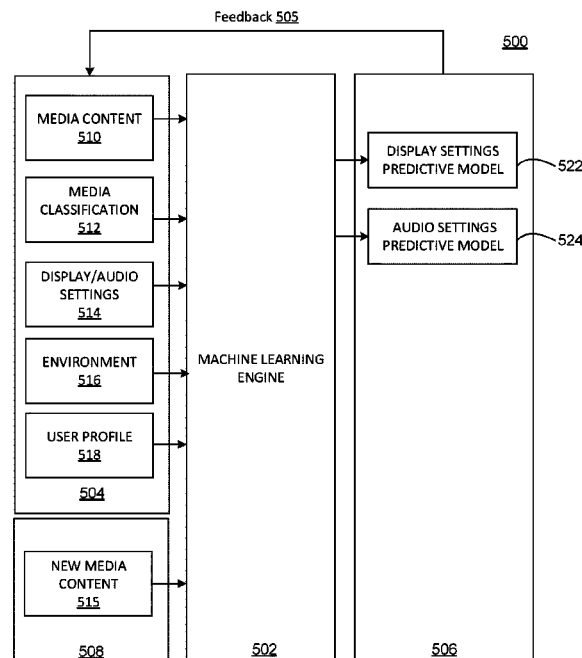 Feedback 505
500
MEDIA CONTENT
510
MEDIA
CLASSIFICATION
512
DISPLAY/AUDIO
SETTINGS
514
ENVIRONMENT
516
USER PROFILE
518
504
NEW MEDIA
CONTENT
515
508
MACHINE LEARNING
ENGINE
502
DISPLAY SETTINGS
PREDICTIVE MODEL
522
AUDIO SETTINGS
PREDICTIVE MODEL
524
506